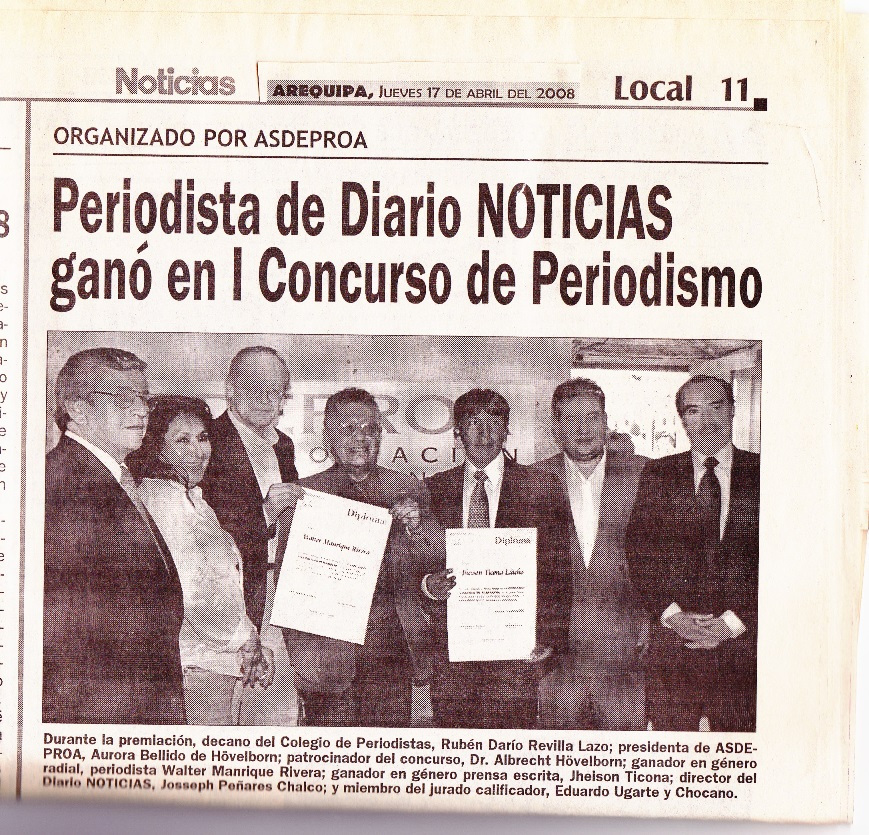 Noticias AREQUIPA, JUEVES 17 DE ABRIL DEL 2008 Local 11
ORGANIZADO POR ASDEPROA
Periodista de Diario NOTICIAS
ganó en I Concurso de Periodismo
Diploma
Walter Manrique Rivera
Diploma
Durante la premiación, decano del Colegio de Periodistas, Rubén Darío Revilla Lazo; presidenta de ASDE-
PROA, Aurora Bellido de Hövelborn; patrocinador del concurso, Dr. Albrecht Hövelborn; ganador en género
radial, periodista Walter Manrique Rivera; ganador en género prensa escrita, Jhelson Ticona; director del
Diario NOTICIAS, Josseph Peñares Chalco; y miembro del jurado calificador, Eduardo Ugarte y Chocano.